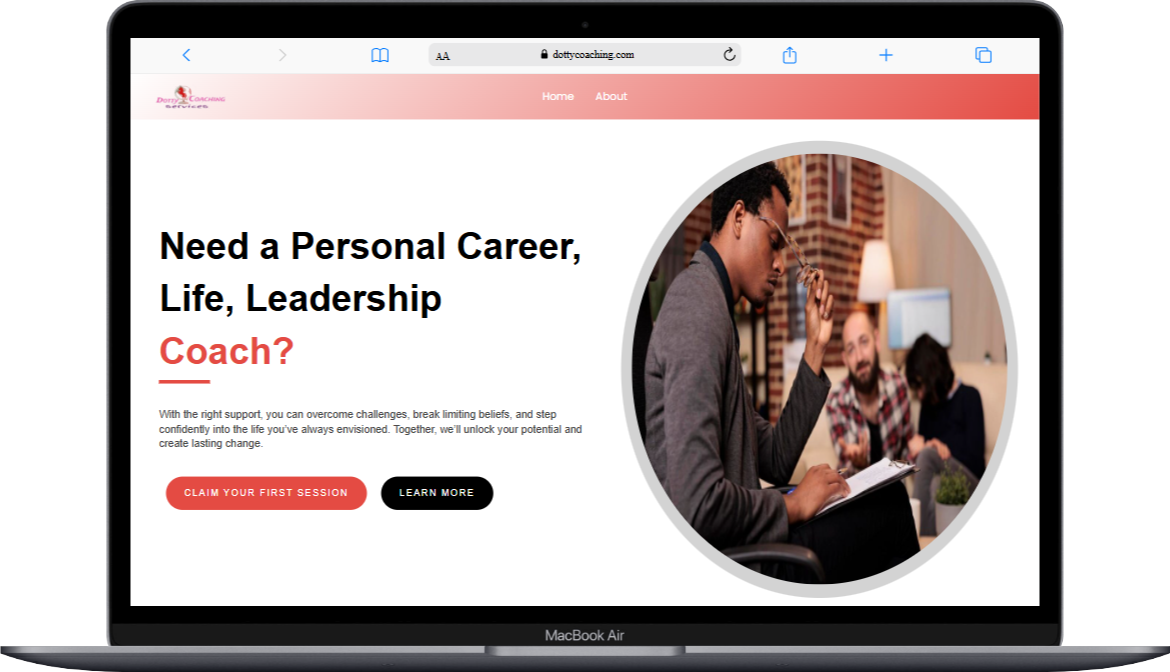 AA
dottycoaching.com
Dotty Coaching
services
Home About
Need a Personal Career,
Life, Leadership
Coach?
With the right support, you can overcome challenges, break limiting beliefs, and step
confidently into the life you've always envisioned. Together, we'll unlock your potential and
create lasting change.
CLAIM YOUR FIRST SESSION LEARN MORE
MacBook Air